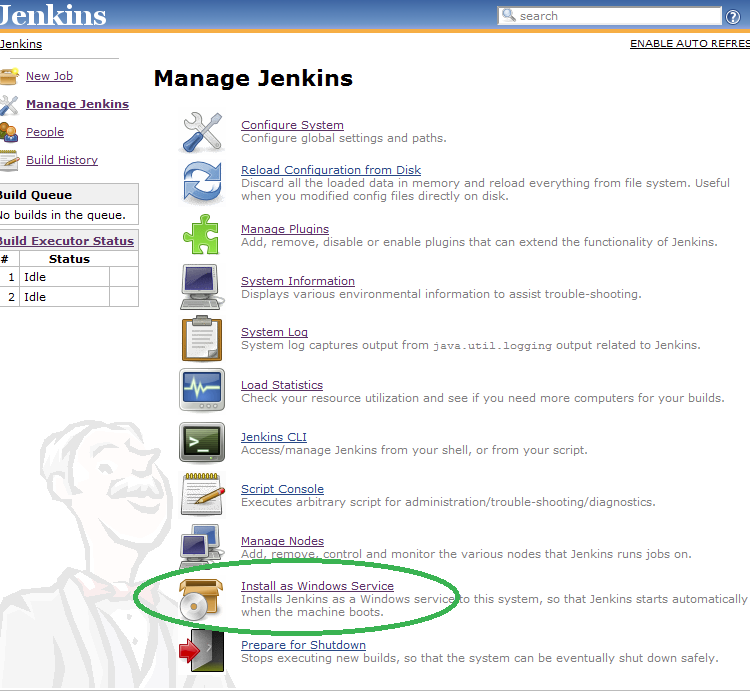 Jenkins
search
Jenkins
ENABLE AUTO REFRES
New Job
Manage Jenkins
People
Build History
Build Queue
No builds in the queue.
Build Executor Status
# Status
1 Idle
2 Idle
Manage Jenkins
Configure System
Configure global settings and paths.
Reload Configuration from Disk
Discard all the loaded data in memory and reload everything from file system. Useful
when you modified config files directly on disk.
Manage Plugins
Add, remove, disable or enable plugins that can extend the functionality of Jenkins.
System Information
Displays various environmental information to assist trouble-shooting.
System Log
System log captures output from java.util.logging output related to Jenkins.
Load Statistics
Check your resource utilization and see if you need more computers for your builds.
Jenkins CLI
Access/manage Jenkins from your shell, or from your script.
Script Console
Executes arbitrary script for administration/trouble-shooting/diagnostics.
Manage Nodes
Add, remove, control and monitor the various nodes that Jenkins runs jobs on.
Install as Windows Service
Installs Jenkins as a Windows service to this system, so that Jenkins starts automatically
when the machine boots.
Prepare for Shutdown
Stops executing new builds, so that the system can be eventually shut down safely.